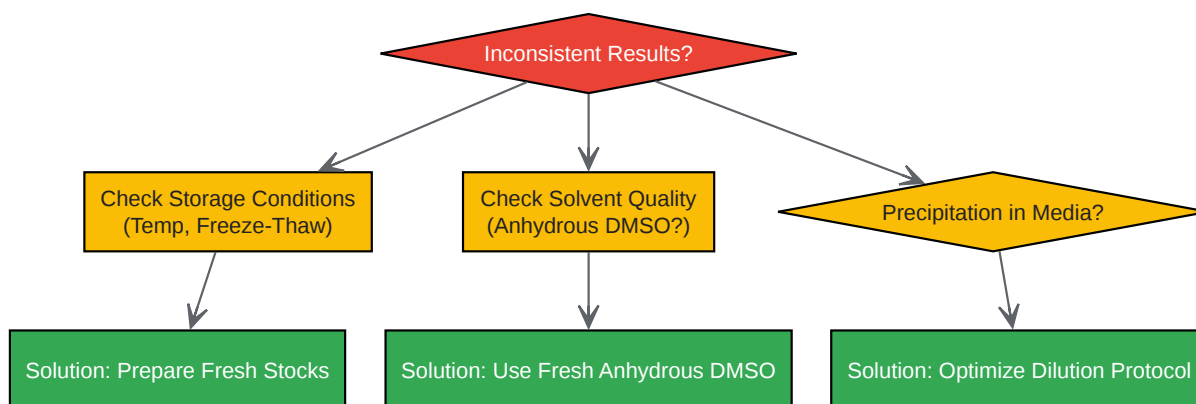 Inconsistent Results?
Check Storage Conditions
(Temp, Freeze-Thaw)
Check Solvent Quality
(Anhydrous DMSO?)
Precipitation in Media?
Solution: Prepare Fresh Stocks
Solution: Use Fresh Anhydrous DMSO
Solution: Optimize Dilution Protocol